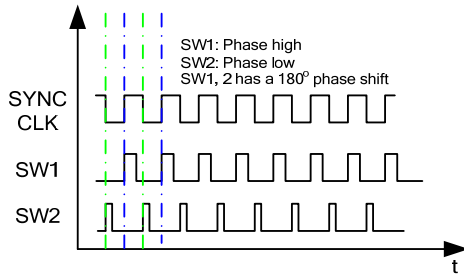 SW1: Phase high
SW2: Phase low
SW1, 2 has a 180° phase shift
SYNC
CLK
SW1
SW2
t